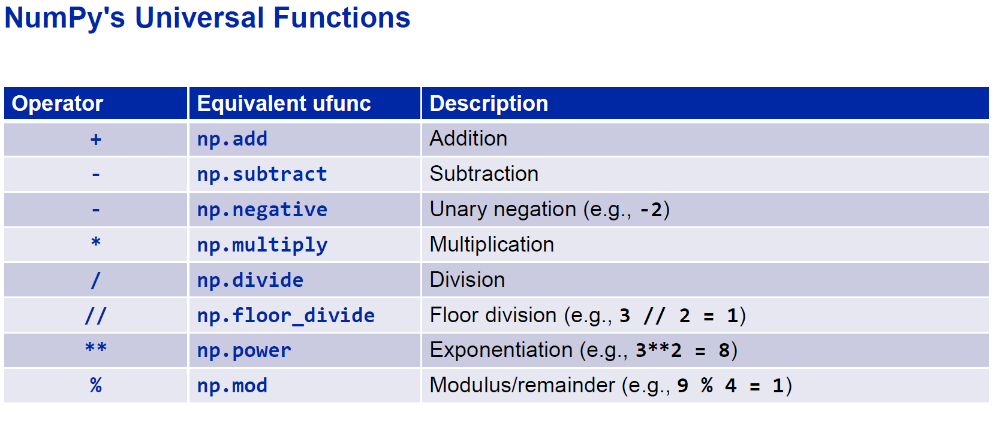 NumPy's Universal Functions
Operator Equivalent ufunc Description
+ np.add Addition
- np.subtract Subtraction
- np.negative Unary negation (e.g., -2)
* np.multiply Multiplication
/ np.divide Division
// np.floor_divide Floor division (e.g., 3 // 2 = 1)
** np.power Exponentiation (e.g., 3**2 = 8)
% np.mod Modulus/remainder (e.g., 9 % 4 = 1)